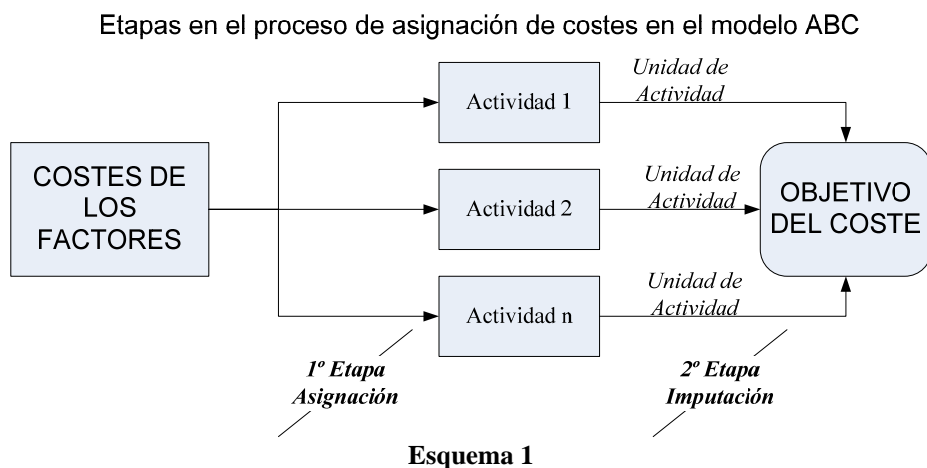 Etapas en el proceso de asignación de costes en el modelo ABC
COSTES DE
LOS
FACTORES
Actividad 1
Unidad de
Actividad
Actividad 2
Unidad de
Actividad
Actividad n
Unidad de
Actividad
OBJETIVO
DEL COSTE
1º Etapa
Asignación
2º Etapa
Imputación
Esquema 1